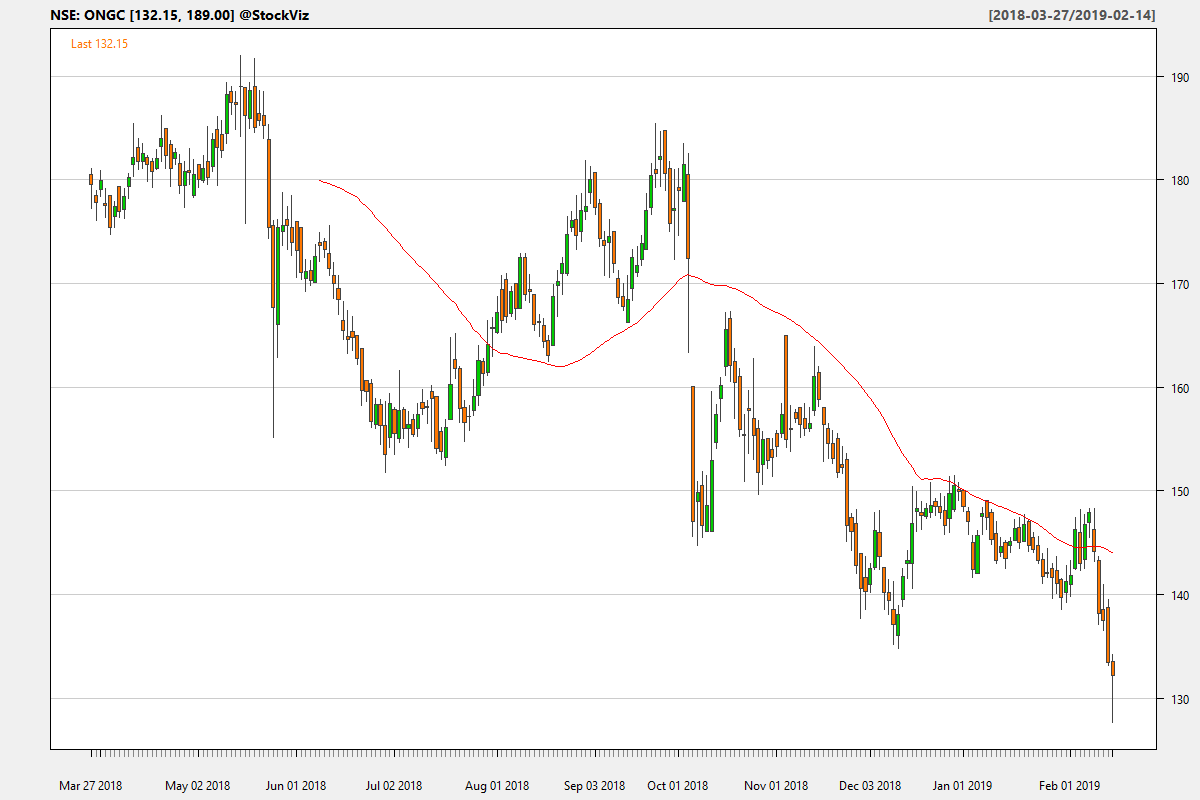 NSE: ONGC [132.15, 189.00] @StockViz
[2018-03-27/2019-02-14]
Last 132.15
190
180
170
160
150
140
130
Mar 27 2018
May 02 2018
Jun 01 2018
Jul 02 2018
Aug 01 2018
Sep 03 2018
Oct 01 2018
Nov 01 2018
Dec 03 2018
Jan 01 2019
Feb 01 2019